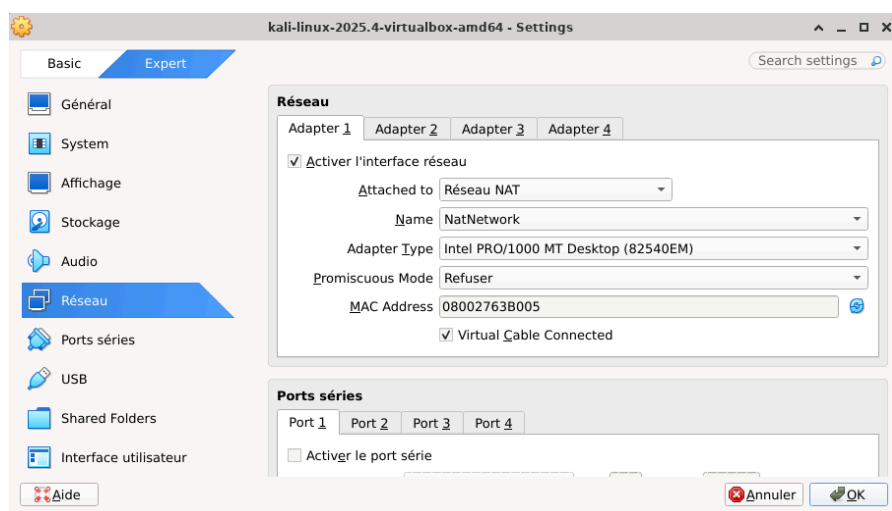 kali-linux-2025.4-virtualbox-amd64 - Settings
Basic Expert
Search settings
Général
System
Affichage
Stockage
Audio
Réseau
Ports séries
USB
Shared Folders
Interface utilisateur
Réseau
Adapter 1 Adapter 2 Adapter 3 Adapter 4
Activer l'interface réseau
Attached to Réseau NAT
Name NatNetwork
Adapter Type Intel PRO/1000 MT Desktop (82540EM)
Promiscuous Mode Refuser
MAC Address 08002763B005
Virtual Cable Connected
Ports séries
Port 1 Port 2 Port 3 Port 4
Activer le port série
Aide
Annuler OK